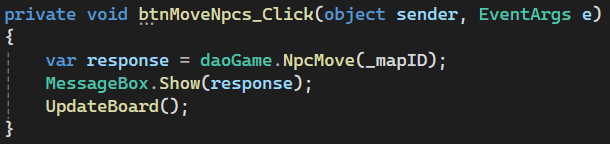 private void btnMoveNpcs_Click(object sender, EventArgs e)
{
    var response = daoGame.NpcMove(_mapID);
    MessageBox.Show(response);
    UpdateBoard();
}